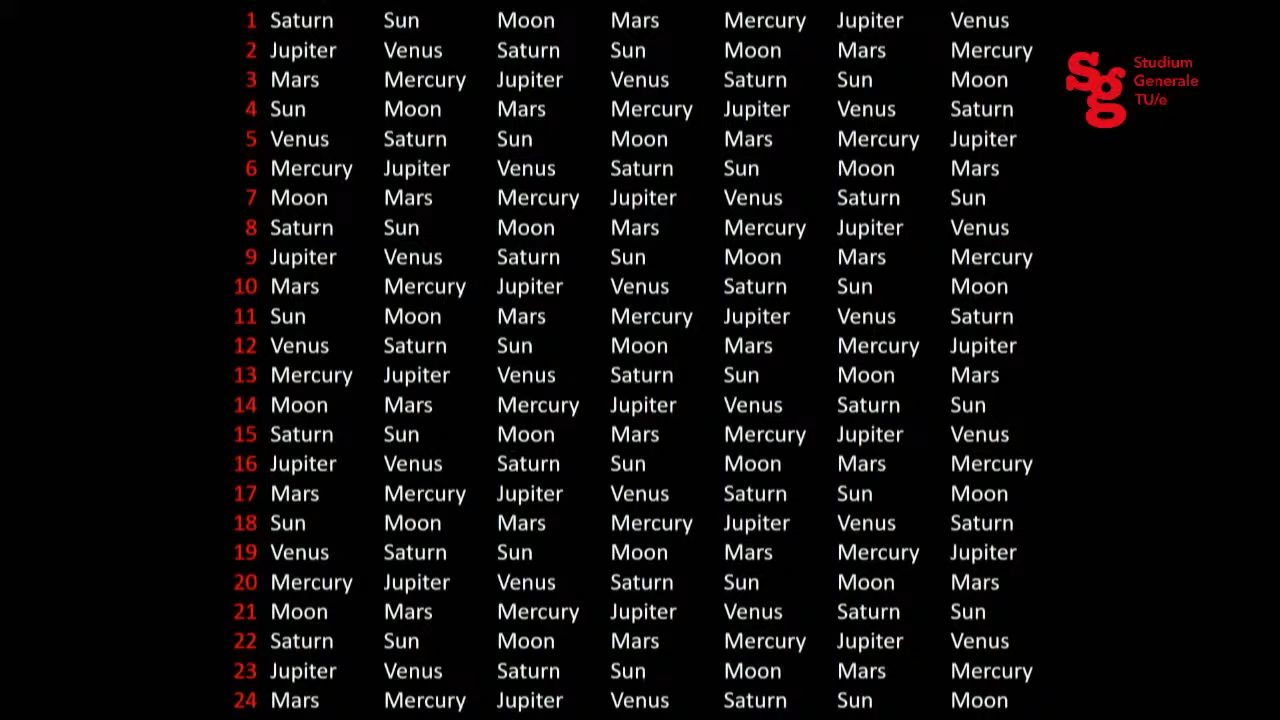 1 Saturn Sun Moon Mars Mercury Jupiter Venus
2 Jupiter Venus Saturn Sun Moon Mars Mercury
3 Mars Mercury Jupiter Venus Saturn Sun Moon
4 Sun Moon Mars Mercury Jupiter Venus Saturn
5 Venus Saturn Sun Moon Mars Mercury Jupiter
6 Mercury Jupiter Venus Saturn Sun Moon Mars
7 Moon Mars Mercury Jupiter Venus Saturn Sun
8 Saturn Sun Moon Mars Mercury Jupiter Venus
9 Jupiter Venus Saturn Sun Moon Mars Mercury
10 Mars Mercury Jupiter Venus Saturn Sun Moon
11 Sun Moon Mars Mercury Jupiter Venus Saturn
12 Venus Saturn Sun Moon Mars Mercury Jupiter
13 Mercury Jupiter Venus Saturn Sun Moon Mars
14 Moon Mars Mercury Jupiter Venus Saturn Sun
15 Saturn Sun Moon Mars Mercury Jupiter Venus
16 Jupiter Venus Saturn Sun Moon Mars Mercury
17 Mars Mercury Jupiter Venus Saturn Sun Moon
18 Sun Moon Mars Mercury Jupiter Venus Saturn
19 Venus Saturn Sun Moon Mars Mercury Jupiter
20 Mercury Jupiter Venus Saturn Sun Moon Mars
21 Moon Mars Mercury Jupiter Venus Saturn Sun
22 Saturn Sun Moon Mars Mercury Jupiter Venus
23 Jupiter Venus Saturn Sun Moon Mars Mercury
24 Mars Mercury Jupiter Venus Saturn Sun Moon
Sgg
Studium
Generale
TU/e